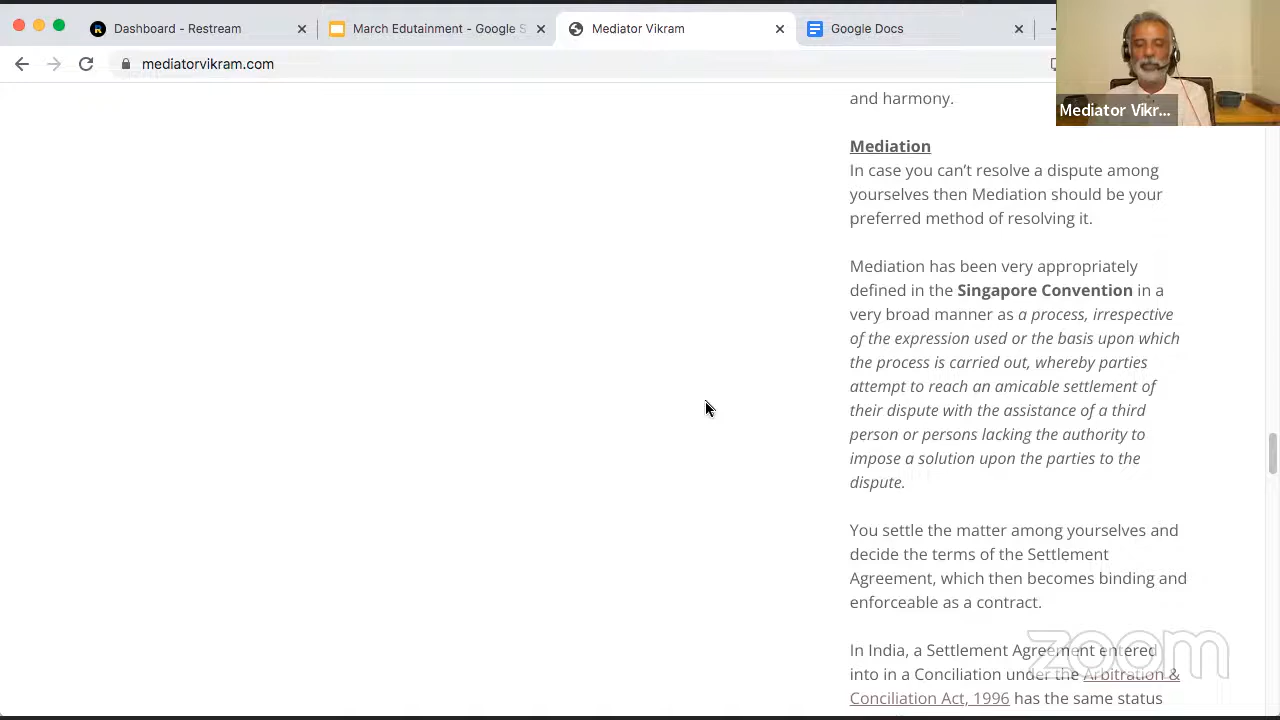 Dashboard - Restream
March Edutainment - Google S
Mediator Vikram
Google Docs
mediatorvikram.com
Mediator Vikr...
and harmony.
Mediation
In case you can't resolve a dispute among
yourselves then Mediation should be your
preferred method of resolving it.
Mediation has been very appropriately
defined in the Singapore Convention in a
very broad manner as a process, irrespective
of the expression used or the basis upon which
the process is carried out, whereby parties
attempt to reach an amicable settlement of
their dispute with the assistance of a third
person or persons lacking the authority to
impose a solution upon the parties to the
dispute.
You settle the matter among yourselves and
decide the terms of the Settlement
Agreement, which then becomes binding and
enforceable as a contract.
In India, a Settlement Agreement entered
into in a Conciliation under the Arbitration &
Conciliation Act, 1996 has the same status
zoom